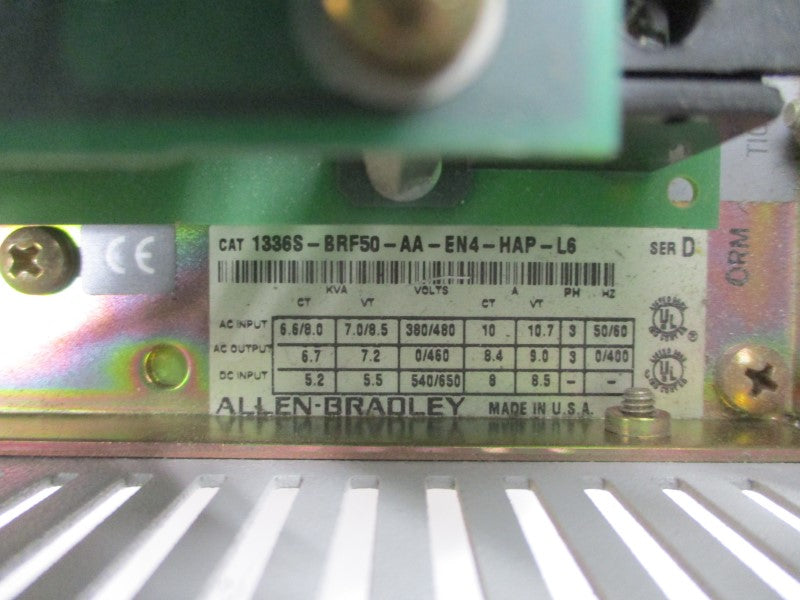 CAT 1336S-BRF50-AA-EN4-HAP-L6 SER D
CE
KVA VOLTS A PH HZ
CT VT CT VT
AC INPUT 6.6/8.0 7.0/8.5 380/480 10 10.7 3 50/60
AC OUTPUT 6.7 7.2 0/460 8.4 9.0 3 0/400
DC INPUT 5.2 5.5 540/650 8 8.5 - -
ALLEN-BRADLEY MADE IN U.S.A.
UL ®
C UL
ORM